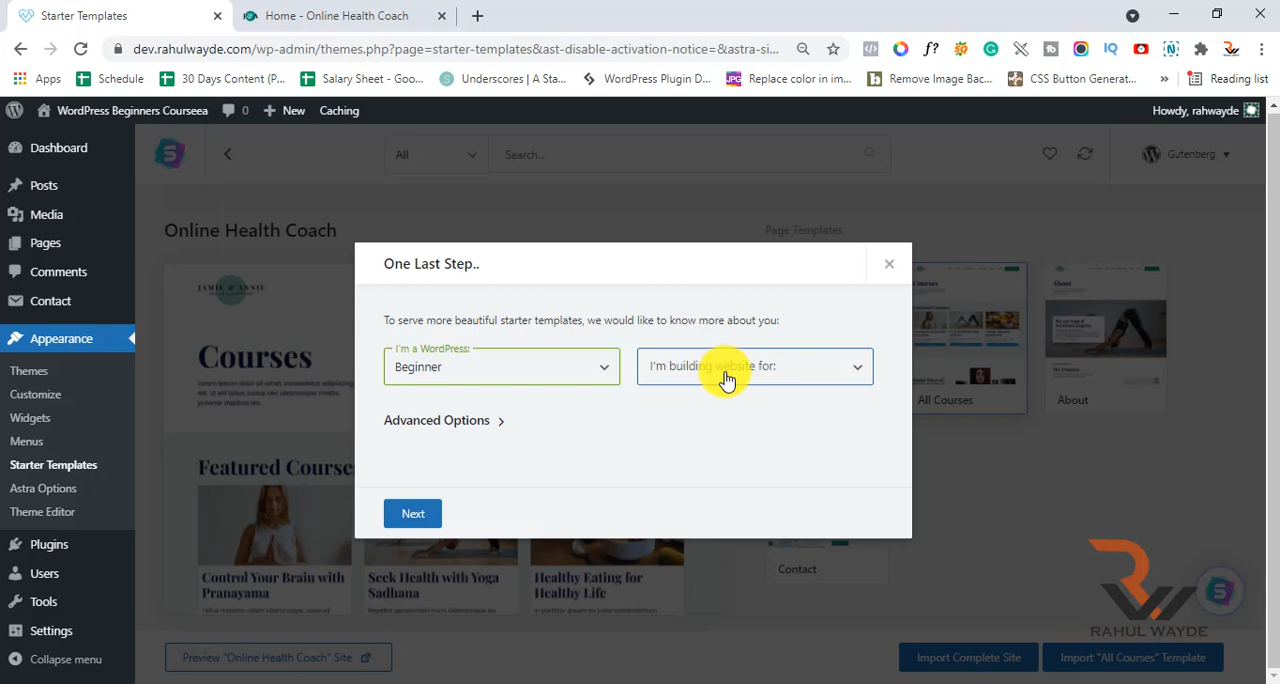 Starter Templates
Home - Online Health Coach
dev.rahulwayde.com/wp-admin/themes.php?page=starter-templates&ast-disable-activation-notice=&astra-si...
Apps
Schedule
30 Days Content (P...
Salary Sheet - Goo...
Underscores | A Sta...
WordPress Plugin D...
Replace color in im...
Remove Image Bac...
CSS Button Generat...
»
Reading list
WordPress Beginners Coursea
0
New
Caching
Howdy, rahwayde
Dashboard
Posts
Media
Pages
Comments
Contact
Appearance
Themes
Customize
Widgets
Menus
Starter Templates
Astra Options
Theme Editor
Plugins
Users
Tools
Settings
Collapse menu
All
Search...
Gutenberg
Online Health Coach
Page Templates
JAMIE & ANNIE
Courses
Featured Course
Control Your Brain with
Pranayama
Seek Health with Yoga
Sadhana
Healthy Eating for
Healthy Life
One Last Step..
To serve more beautiful starter templates, we would like to know more about you:
I'm a WordPress:
Beginner
I'm building website for:
Advanced Options
Next
All Courses
About
Contact
RAHUL WAYDE
Preview "Online Health Coach" Site
Import Complete Site
Import "All Courses" Template